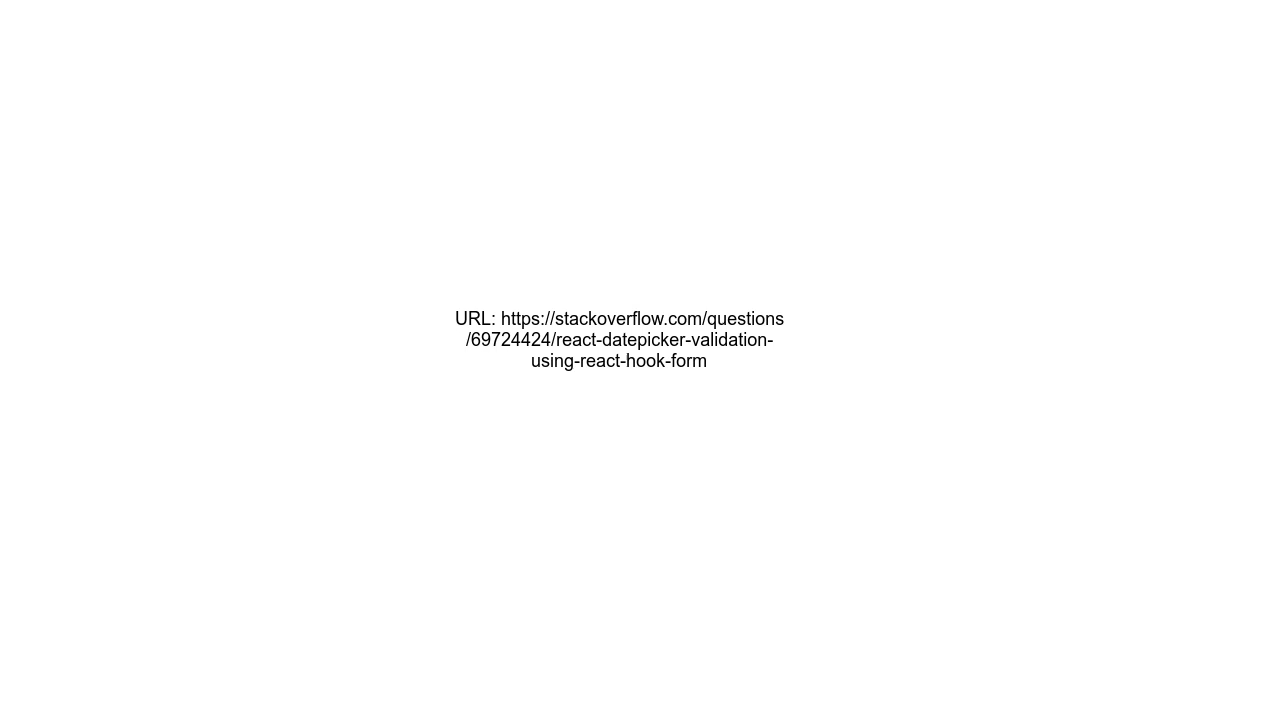 URL: https://stackoverflow.com/questions
/69724424/react-datepicker-validation-
using-react-hook-form